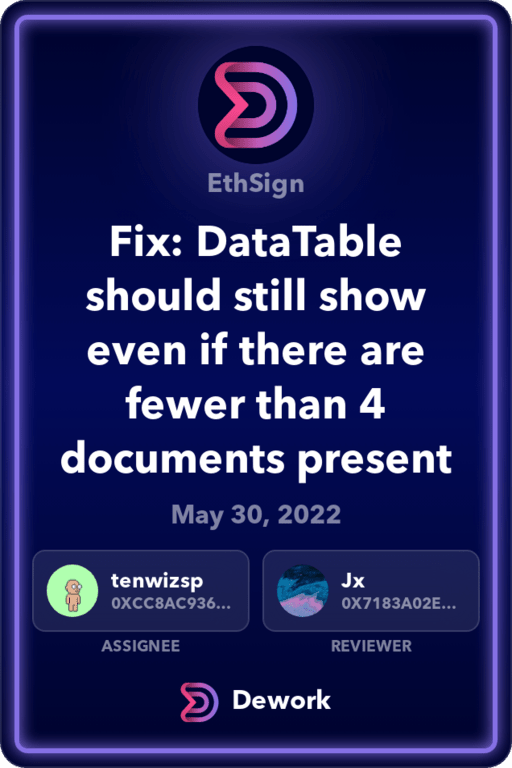 EthSign
Fix: DataTable
should still show
even if there are
fewer than 4
documents present
May 30, 2022
tenwizsp
0XCC8AC936...
ASSIGNEE
Jx
0X7183A02E...
REVIEWER
Dework